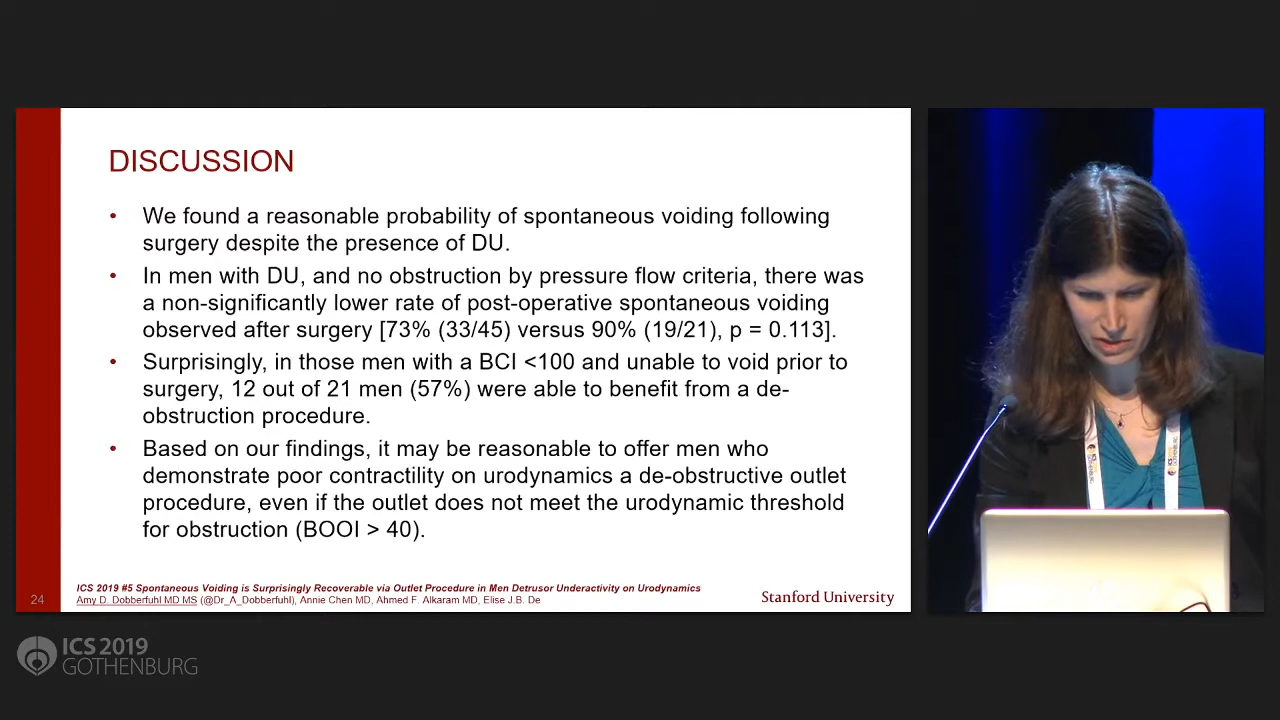 DISCUSSION
• We found a reasonable probability of spontaneous voiding following
surgery despite the presence of DU.
• In men with DU, and no obstruction by pressure flow criteria, there was
a non-significantly lower rate of post-operative spontaneous voiding
observed after surgery [73% (33/45) versus 90% (19/21), p = 0.113].
• Surprisingly, in those men with a BCI <100 and unable to void prior to
surgery, 12 out of 21 men (57%) were able to benefit from a de-
obstruction procedure.
• Based on our findings, it may be reasonable to offer men who
demonstrate poor contractility on urodynamics a de-obstructive outlet
procedure, even if the outlet does not meet the urodynamic threshold
for obstruction (BOOI > 40).
24
ICS 2019 #5 Spontaneous Voiding is Surprisingly Recoverable via Outlet Procedure in Men Detrusor Underactivity on Urodynamics
Amy D. Dobberfuhl MD MS (@Dr_A_Dobberfuhl), Annie Chen MD, Ahmed F. Alkaram MD, Elise J.B. De
Stanford University
ICS 2019
GOTHENBURG